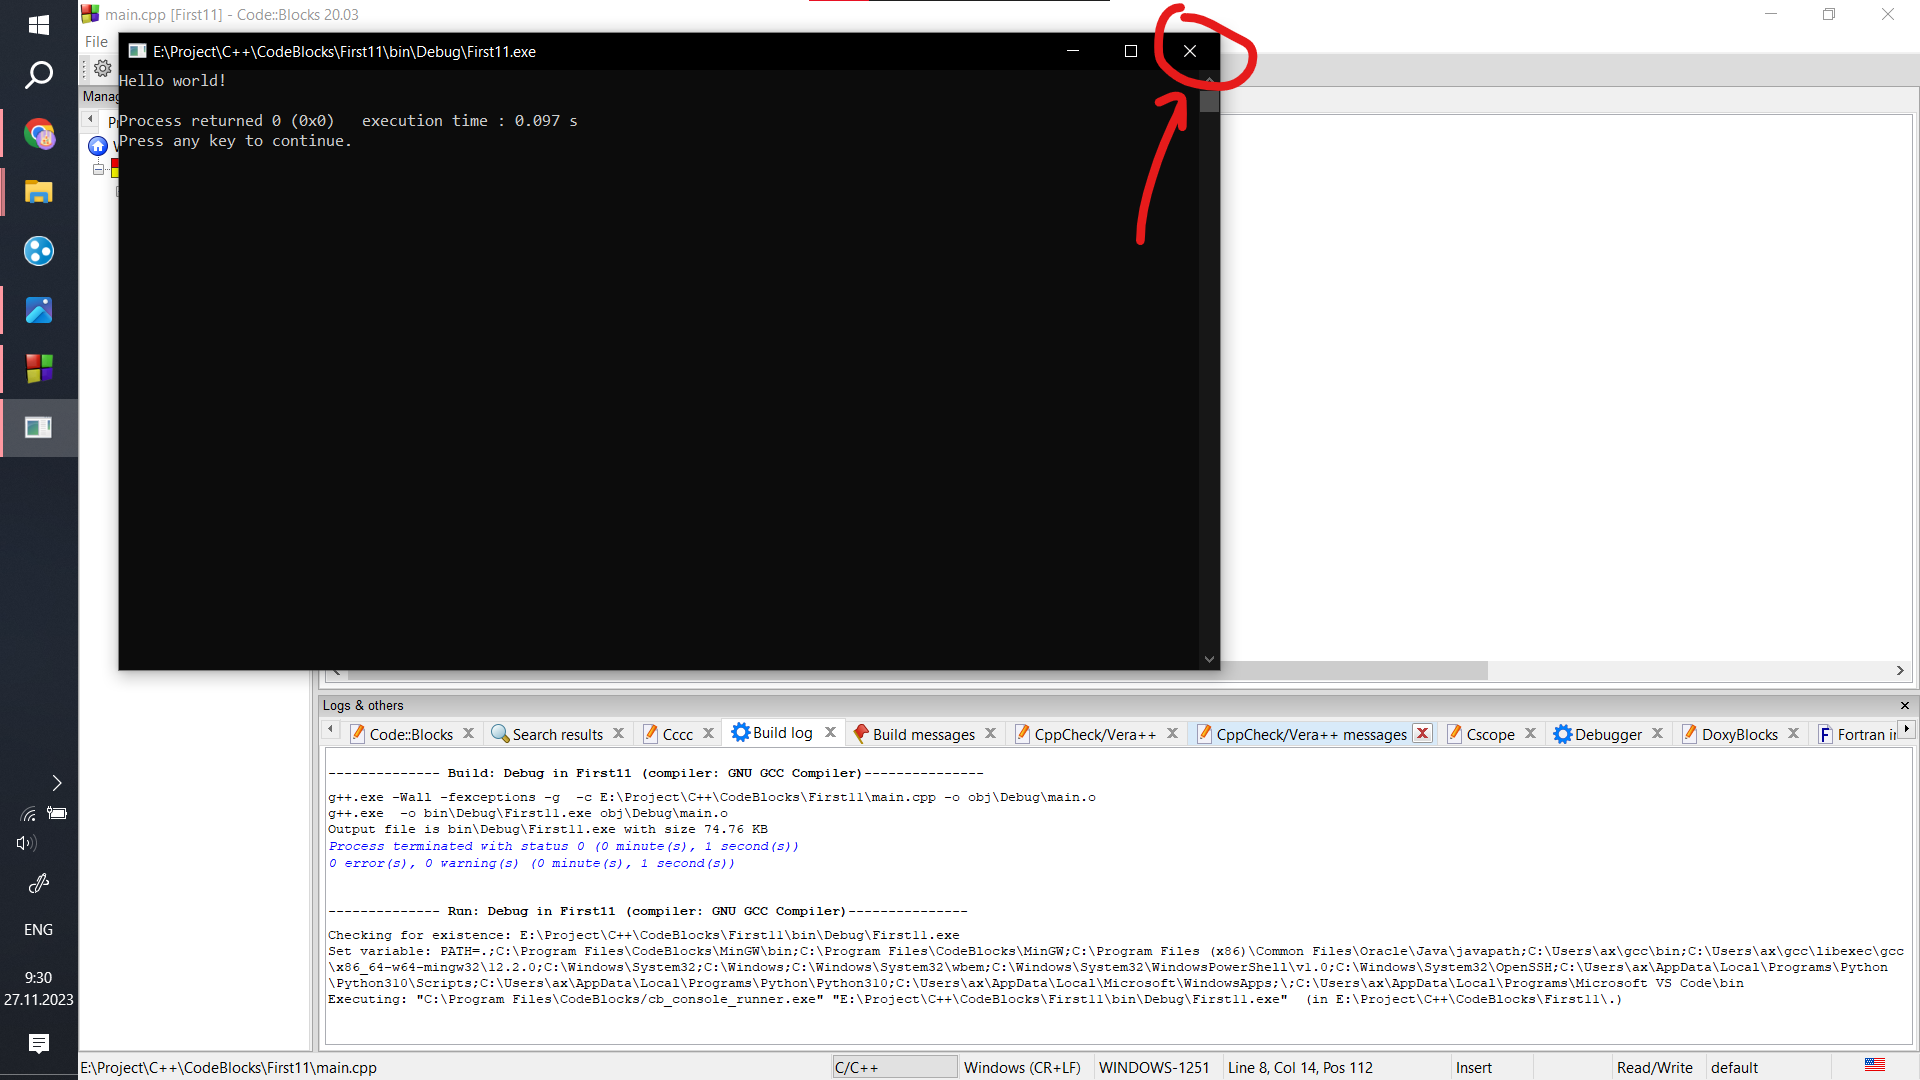 main.cpp [First11] - Code::Blocks 20.03
File
E:\Project\C++\CodeBlocks\First11\bin\Debug\First11.exe
Hello world!
Process returned 0 (0x0)   execution time : 0.097 s
Press any key to continue.
Manag
Logs & others
Code::Blocks
Search results
Cccc
Build log
Build messages
CppCheck/Vera++
CppCheck/Vera++ messages
Cscope
Debugger
DoxyBlocks
Fortran in
-------------- Build: Debug in First11 (compiler: GNU GCC Compiler)---------------
g++.exe -Wall -fexceptions -g  -c E:\Project\C++\CodeBlocks\First11\main.cpp -o obj\Debug\main.o
g++.exe  -o bin\Debug\First11.exe obj\Debug\main.o
Output file is bin\Debug\First11.exe with size 74.76 KB
Process terminated with status 0 (0 minute(s), 1 second(s))
0 error(s), 0 warning(s) (0 minute(s), 1 second(s))
-------------- Run: Debug in First11 (compiler: GNU GCC Compiler)---------------
Checking for existence: E:\Project\C++\CodeBlocks\First11\bin\Debug\First11.exe
Set variable: PATH=.;C:\Program Files\CodeBlocks\MinGW\bin;C:\Program Files\CodeBlocks\MinGW;C:\Program Files (x86)\Common Files\Oracle\Java\javapath;C:\Users\ax\gcc\bin;C:\Users\ax\gcc\libexec\gcc
\x86_64-w64-mingw32\12.2.0;C:\Windows\System32;C:\Windows;C:\Windows\System32\wbem;C:\Windows\System32\WindowsPowerShell\v1.0;C:\Windows\System32\OpenSSH;C:\Users\ax\AppData\Local\Programs\Python
\Python310\Scripts;C:\Users\ax\AppData\Local\Programs\Python\Python310;C:\Users\ax\AppData\Local\Microsoft\WindowsApps;\;C:\Users\ax\AppData\Local\Programs\Microsoft VS Code\bin
Executing: "C:\Program Files\CodeBlocks/cb_console_runner.exe" "E:\Project\C++\CodeBlocks\First11\bin\Debug\First11.exe"  (in E:\Project\C++\CodeBlocks\First11\.)
ENG
9:30
27.11.2023
E:\Project\C++\CodeBlocks\First11\main.cpp
C/C++
Windows (CR+LF)
WINDOWS-1251
Line 8, Col 14, Pos 112
Insert
Read/Write
default